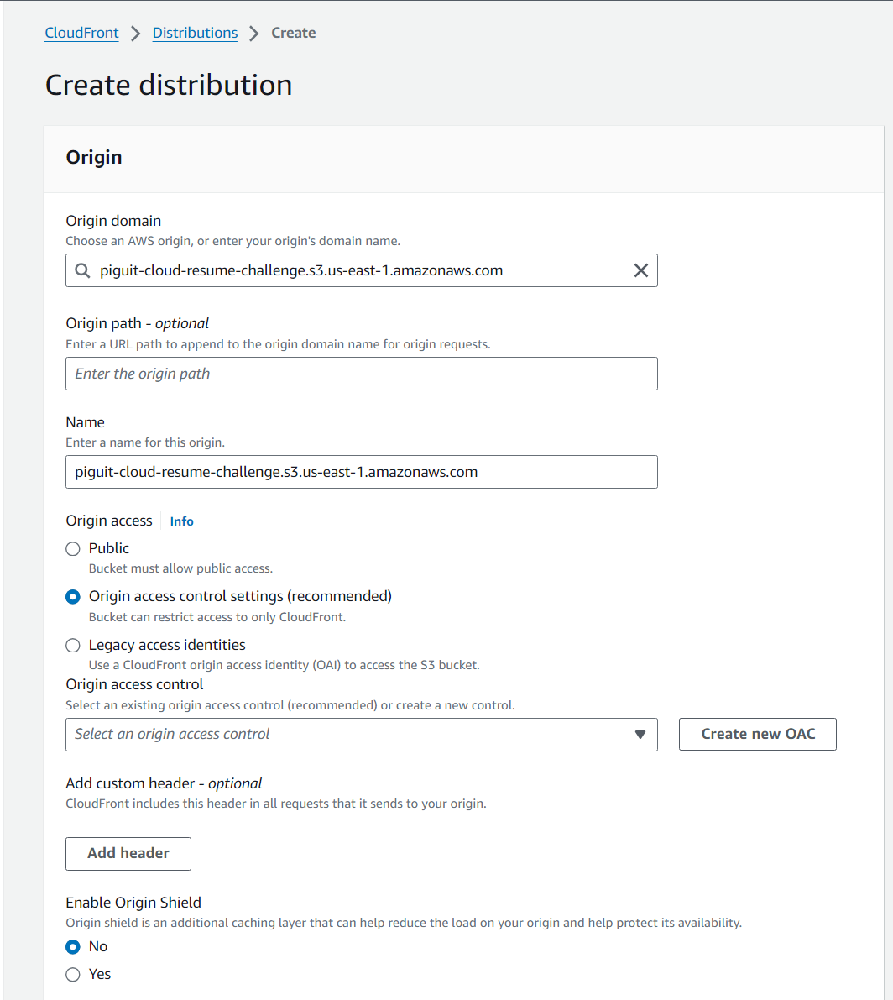 CloudFront > Distributions > Create
Create distribution
Origin
Origin domain
Choose an AWS origin, or enter your origin's domain name.
piguit-cloud-resume-challenge.s3.us-east-1.amazonaws.com
Origin path - optional
Enter a URL path to append to the origin domain name for origin requests.
Enter the origin path
Name
Enter a name for this origin.
piguit-cloud-resume-challenge.s3.us-east-1.amazonaws.com
Origin access Info
Public
Bucket must allow public access.
Origin access control settings (recommended)
Bucket can restrict access to only CloudFront.
Legacy access identities
Use a CloudFront origin access identity (OAI) to access the S3 bucket.
Origin access control
Select an existing origin access control (recommended) or create a new control.
Select an origin access control
Create new OAC
Add custom header - optional
CloudFront includes this header in all requests that it sends to your origin.
Add header
Enable Origin Shield
Origin shield is an additional caching layer that can help reduce the load on your origin and help protect its availability.
No
Yes